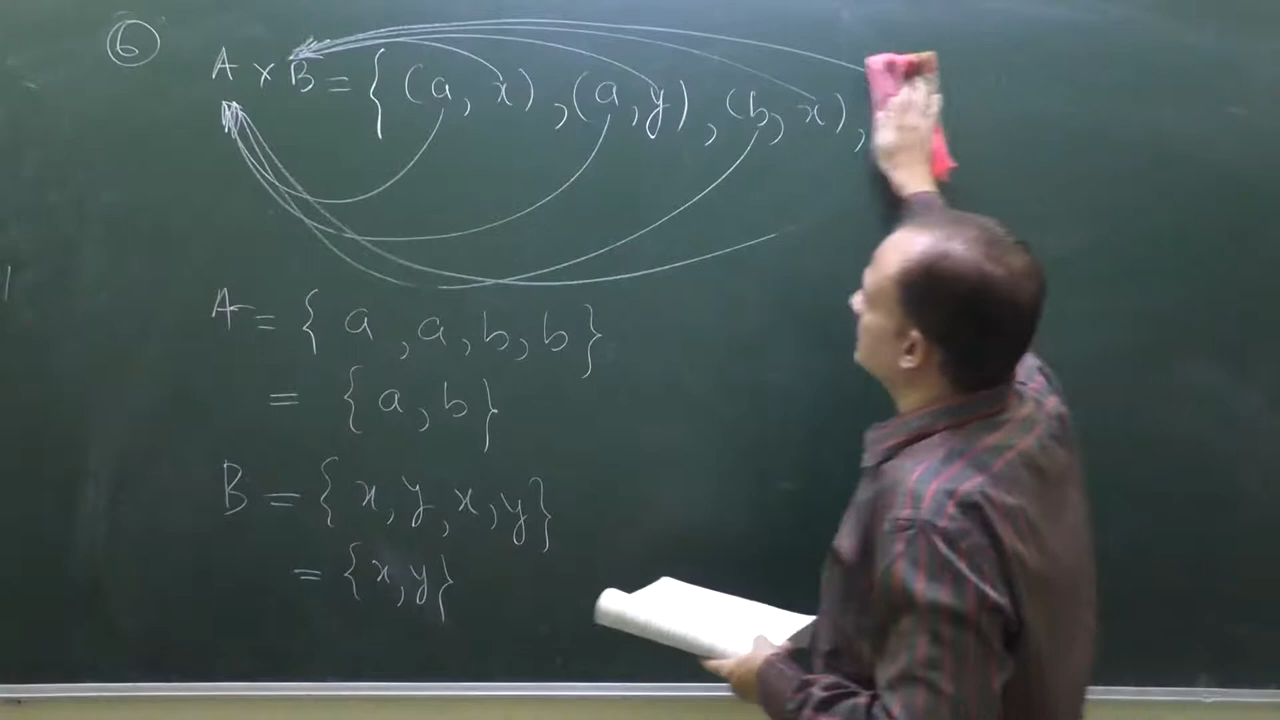 ⑥ A × B = { (a, x), (a, y), (b, x),
A = { a, a, b, b }
= { a, b }
B = { x, y, x, y }
= { x, y }